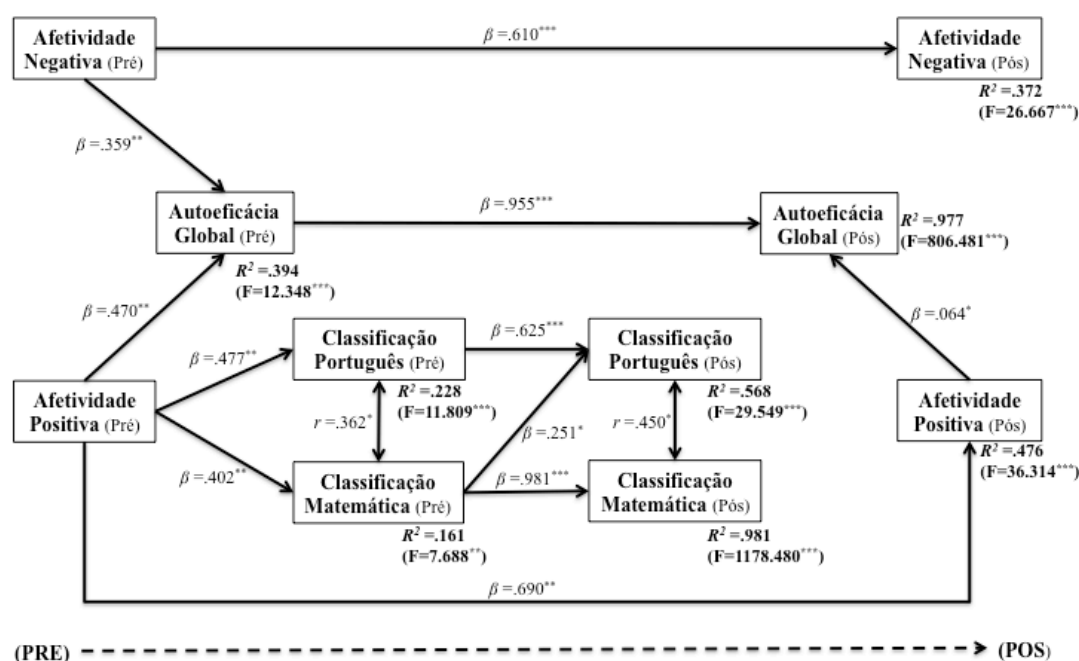 Afetividade
Negativa (Pré)
β =.610***
Afetividade
Negativa (Pós)
R² =.372
(F=26.667***)
β =.359**
Autoeficácia
Global (Pré)
R² =.394
(F=12.348***)
β =.955***
Autoeficácia
Global (Pós)
R² =.977
(F=806.481***)
β =.470**
β =.064*
Afetividade
Positiva (Pré)
β =.477**
β =.402**
Classificação
Português (Pré)
R² =.228
(F=11.809***)
β =.625***
Classificação
Português (Pós)
R² =.568
(F=29.549***)
r =.362*
β =.251*
r =.450*
Classificação
Matemática (Pré)
R² =.161
(F=7.688**)
β =.981***
Classificação
Matemática (Pós)
R² =.981
(F=1178.480***)
Afetividade
Positiva (Pós)
R² =.476
(F=36.314***)
β =.690**
(PRE)
(POS)